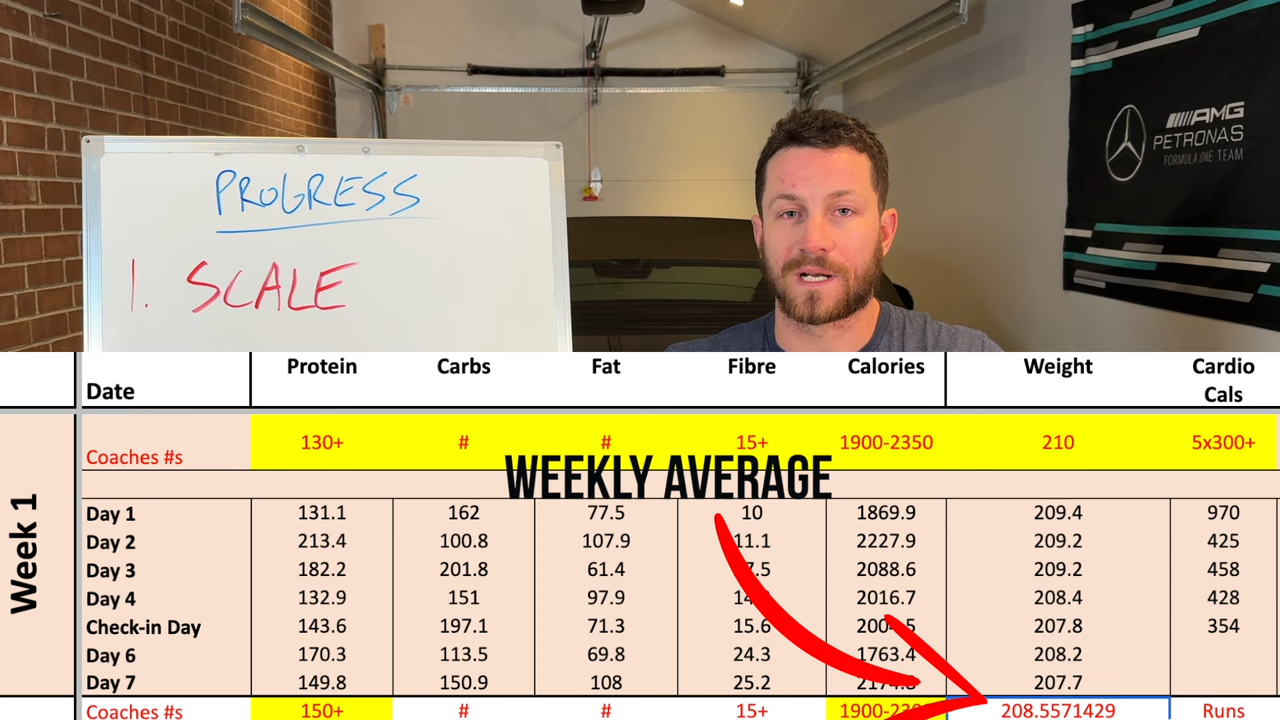 PROGRESS
1. SCALE
AMG
PETRONAS
FORMULA ONE TEAM
Date Protein Carbs Fat Fibre Calories Weight Cardio Cals
Week 1
Coaches #s 130+ # # 15+ 1900-2350 210 5x300+
WEEKLY AVERAGE
Day 1 131.1 162 77.5 10 1869.9 209.4 970
Day 2 213.4 100.8 107.9 11.1 2227.9 209.2 425
Day 3 182.2 201.8 61.4 2088.6 209.2 458
Day 4 132.9 151 97.9 2016.7 208.4 428
Check-in Day 143.6 197.1 71.3 15.6 207.8 354
Day 6 170.3 113.5 69.8 24.3 1763.4 208.2
Day 7 149.8 150.9 108 25.2 207.7
Coaches #s 150+ # # 15+ 208.5571429 Runs